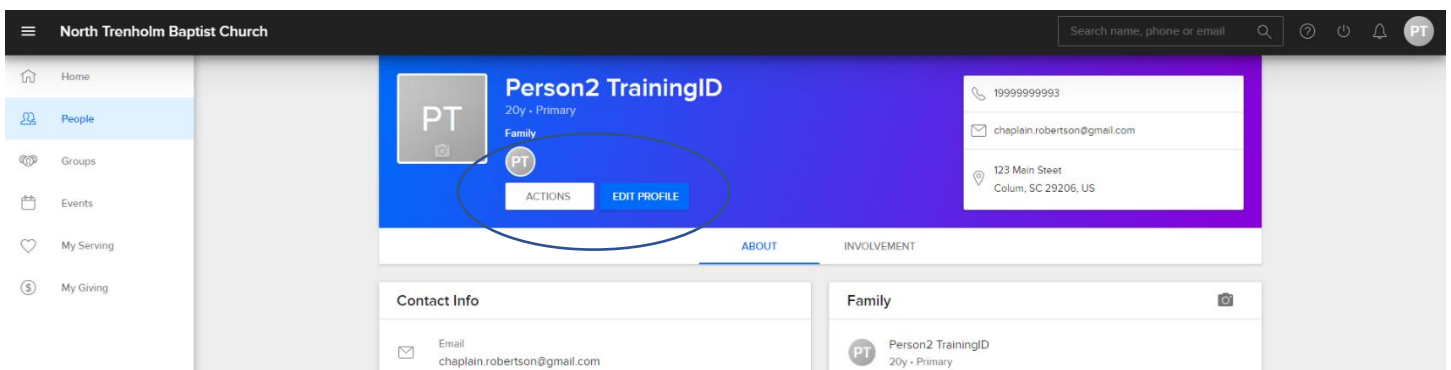 North Trenholm Baptist Church
Search name, phone or email
PT
Home
People
Groups
Events
My Serving
My Giving
PT
Person2 TrainingID
20y • Primary
Family
PT
ACTIONS
EDIT PROFILE
19999999993
chaplain.robertson@gmail.com
123 Main Steet
Colum, SC 29206, US
ABOUT
INVOLVEMENT
Contact Info
Email
chaplain.robertson@gmail.com
Family
PT
Person2 TrainingID
20y • Primary